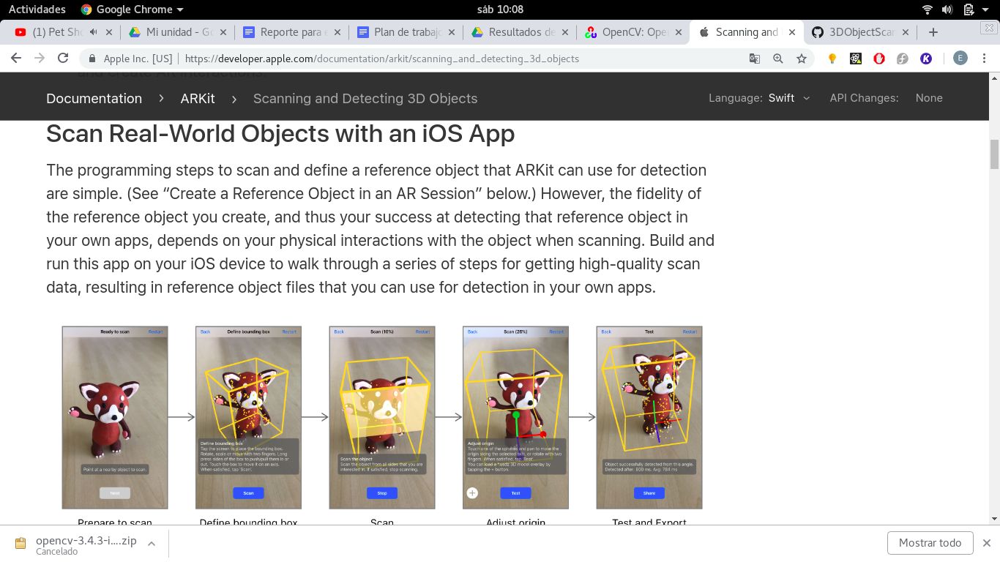 Actividades Google Chrome sáb 10:08
(1) Pet Sh Mi unidad - Go Reporte para e Plan de trabajo Resultados de OpenCV: Ope Scanning and 3DObjectScan
Apple Inc. [US] https://developer.apple.com/documentation/arkit/scanning_and_detecting_3d_objects E
and create AR interactions.
Documentation > ARKit > Scanning and Detecting 3D Objects Language: Swift API Changes: None
Scan Real-World Objects with an iOS App
The programming steps to scan and define a reference object that ARKit can use for detection
are simple. (See “Create a Reference Object in an AR Session” below.) However, the fidelity of
the reference object you create, and thus your success at detecting that reference object in
your own apps, depends on your physical interactions with the object when scanning. Build and
run this app on your iOS device to walk through a series of steps for getting high-quality scan
data, resulting in reference object files that you can use for detection in your own apps.
Ready to scan Restart
Point at a nearby object to scan.
Next
Prepare to scan
Back Define bounding box Restart
Define bounding box
Tap the screen to place the bounding box.
Rotate, scale or move with two fingers. Long
press sides of the box to push/pull them in or
out. Touch the box to move it on an axis.
When satisfied, tap 'Scan'.
Scan
Define bounding box
Back Scan (10%) Restart
Scan the object
Scan the object from all sides that you are
interested in. If satisfied, stop scanning.
Stop
Scan
Back Scan (26%) Restart
Adjust origin
Touch one of the spheres and pan to move the
origin along the selected axis, or rotate with two
fingers. When satisfied, tap 'Test'.
You can load a *.usdz 3D model overlay by
tapping the + button.
Test
Adjust origin
Back Test Restart
Object successfully detected from this angle.
Detected after: 800 ms. Avg: 784 ms
Share
Test and Export
opencv-3.4.3-i....zip
Cancelado
Mostrar todo